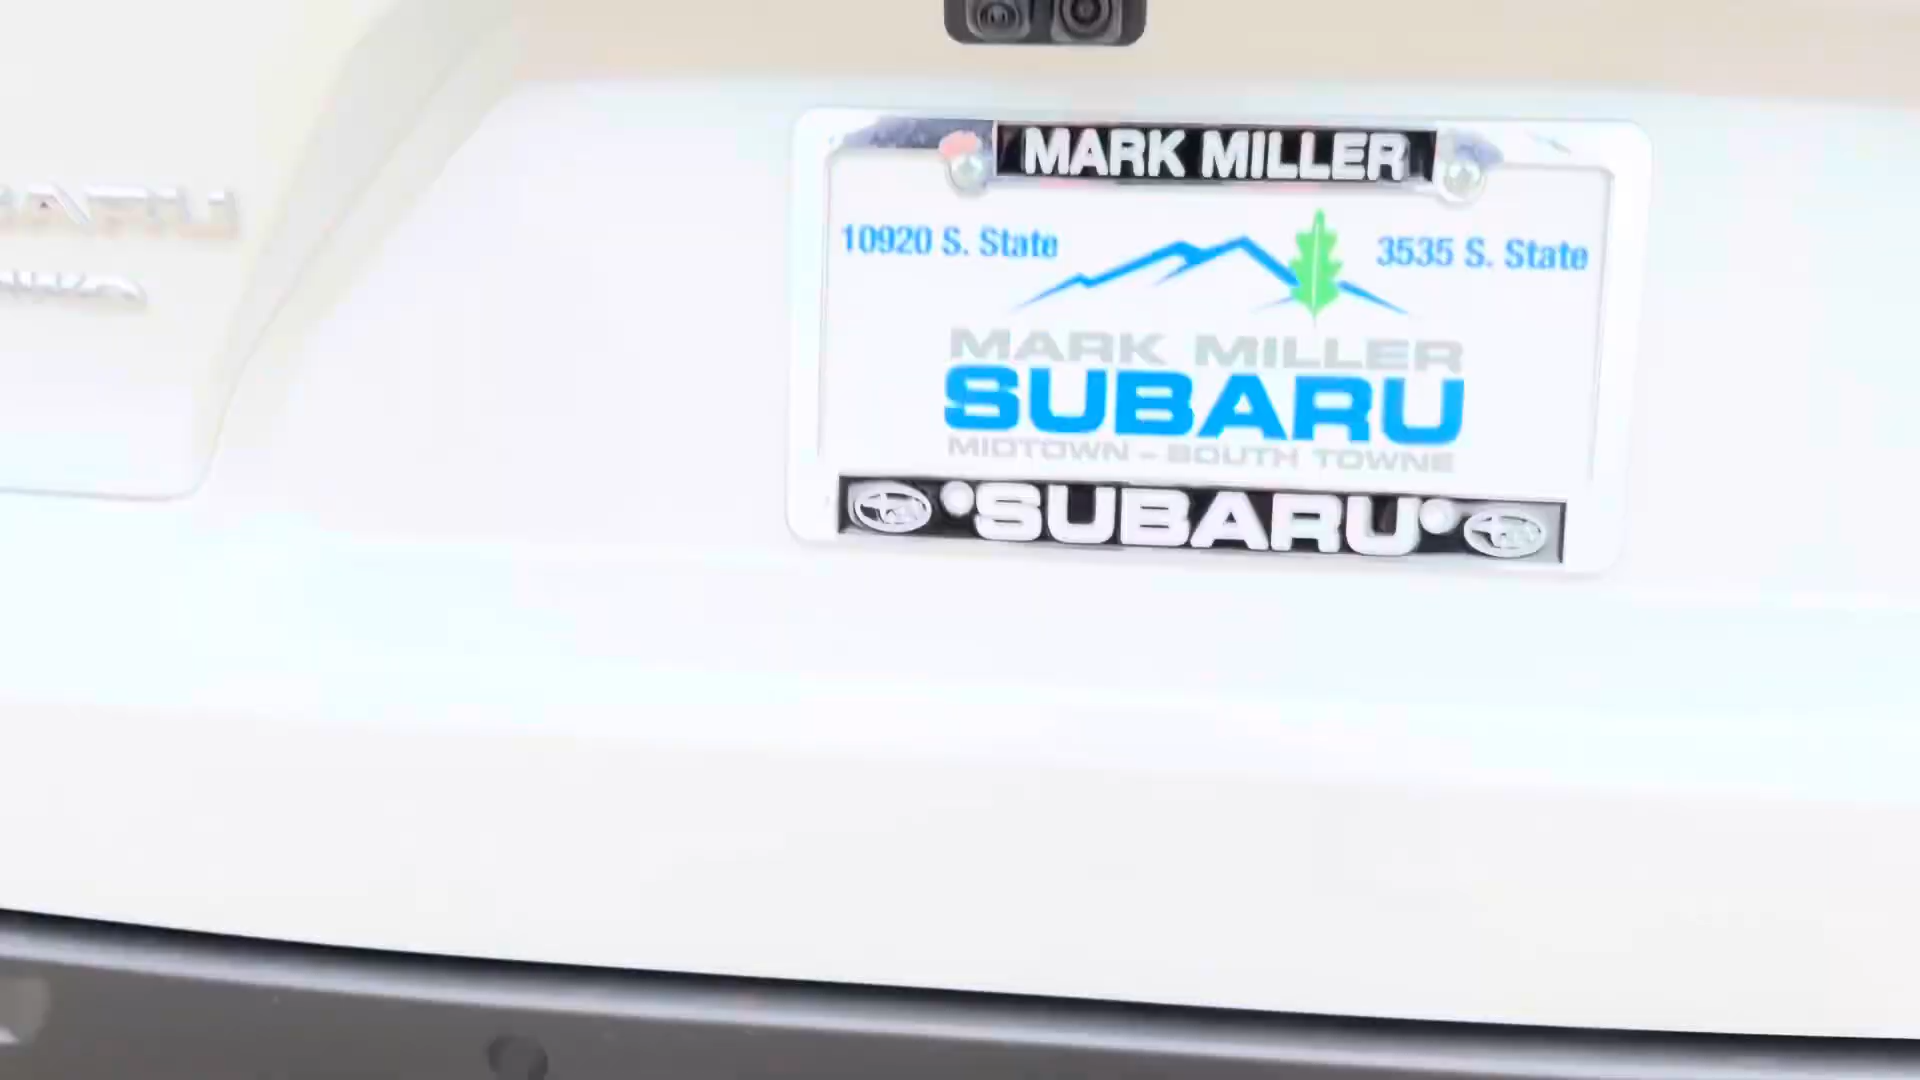 MARK MILLER
10920 S. State
3535 S. State
MARK MILLER
SUBARU
MIDTOWN - SOUTH TOWNE
SUBARU